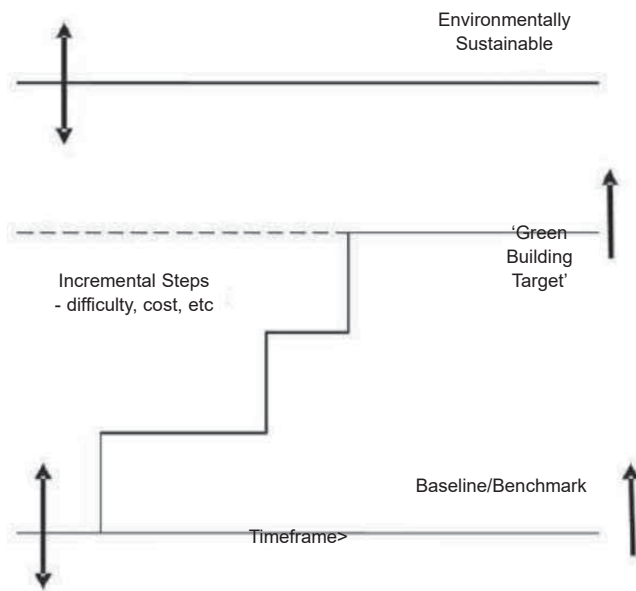 Environmentally
Sustainable
‘Green
Building
Target’
Incremental Steps
- difficulty, cost, etc
Baseline/Benchmark
Timeframe>